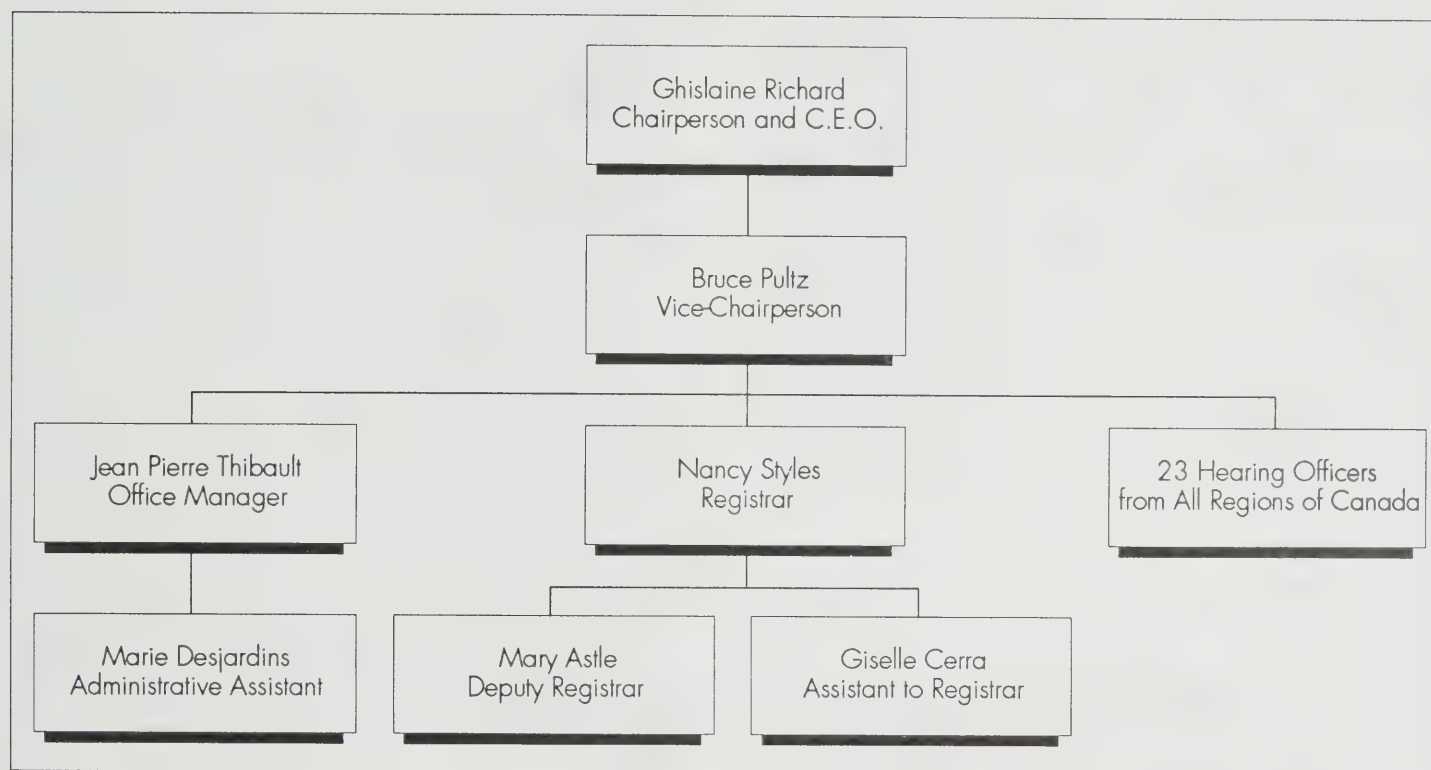 Ghislaine Richard
Chairperson and C.E.O.
Bruce Pultz
Vice-Chairperson
Jean Pierre Thibault
Office Manager
Nancy Styles
Registrar
23 Hearing Officers
from All Regions of Canada
Marie Desjardins
Administrative Assistant
Mary Astle
Deputy Registrar
Giselle Cerra
Assistant to Registrar